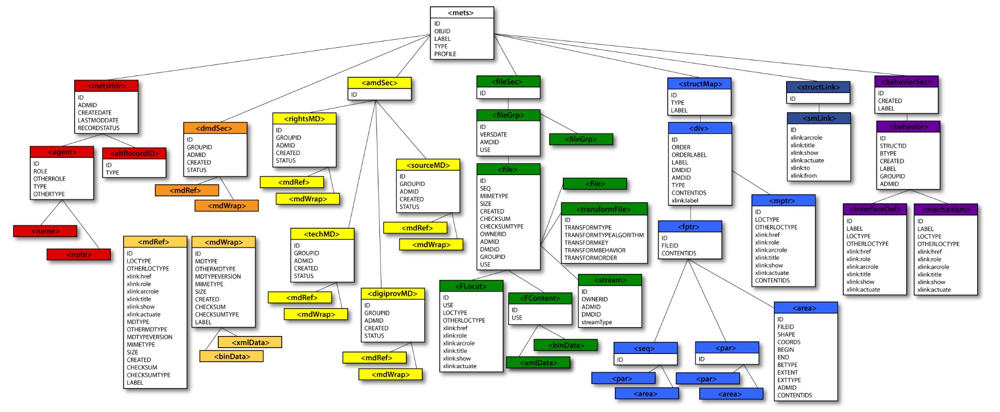 <mets>
ID
OBJID
LABEL
TYPE
PROFILE
<metsHdr>
ID
ADMID
CREATEDATE
LASTMODDATE
RECORDSTATUS
<agent>
ID
ROLE
OTHERROLE
TYPE
OTHERTYPE
<altRecordID>
ID
TYPE
<name>
<note>
<dmdSec>
ID
GROUPID
ADMID
CREATED
STATUS
<mdRef>
<mdWrap>
<mdRef>
ID
LOCTYPE
OTHERLOCTYPE
xlink:href
xlink:role
xlink:arcrole
xlink:title
xlink:show
xlink:actuate
MDTYPE
OTHERMDTYPE
MDTYPEVERSION
MIMETYPE
SIZE
CREATED
CHECKSUM
CHECKSUMTYPE
LABEL
<mdWrap>
ID
MDTYPE
OTHERMDTYPE
MDTYPEVERSION
MIMETYPE
SIZE
CREATED
CHECKSUM
CHECKSUMTYPE
LABEL
<xmlData>
<binData>
<amdSec>
ID
<rightsMD>
ID
GROUPID
ADMID
CREATED
STATUS
<mdRef>
<mdWrap>
<sourceMD>
ID
GROUPID
ADMID
CREATED
STATUS
<mdRef>
<mdWrap>
<techMD>
ID
GROUPID
ADMID
CREATED
STATUS
<mdRef>
<mdWrap>
<digiprovMD>
ID
GROUPID
ADMID
CREATED
STATUS
<mdRef>
<mdWrap>
<fileSec>
ID
<fileGrp>
ID
VERSDATE
AMDID
USE
<fileGrp>
<file>
ID
SEQ
MIMETYPE
SIZE
CREATED
CHECKSUM
CHECKSUMTYPE
OWNERID
ADMID
DMDID
GROUPID
USE
<file>
<transformFile>
ID
TRANSFORMTYPE
TRANSFORMTYPEALGORITHM
TRANSFORMKEY
TRANSFORMBEHAVIOR
TRANSFORMORDER
<stream>
ID
OWNERID
ADMID
DMDID
streamType
<FLocat>
ID
USE
LOCTYPE
OTHERLOCTYPE
xlink:href
xlink:role
xlink:arcrole
xlink:title
xlink:show
xlink:actuate
<FContent>
ID
USE
<binData>
<xmlData>
<structMap>
ID
TYPE
LABEL
<div>
ID
ORDER
ORDERLABEL
LABEL
DMDID
AMDID
TYPE
CONTENTIDS
xlink:label
<mptr>
ID
LOCTYPE
OTHERLOCTYPE
xlink:href
xlink:role
xlink:arcrole
xlink:title
xlink:show
xlink:actuate
CONTENTIDS
<fptr>
ID
FILEID
CONTENTIDS
<seq>
ID
<par>
<area>
<par>
ID
<par>
<area>
<area>
ID
FILEID
SHAPE
COORDS
BEGIN
END
BETYPE
EXTENT
EXTTYPE
ADMID
CONTENTIDS
<structLink>
ID
<smLink>
ID
xlink:arcrole
xlink:title
xlink:show
xlink:actuate
xlink:to
xlink:from
<behaviorSec>
ID
CREATED
LABEL
<behavior>
ID
STRUCTID
BTYPE
CREATED
LABEL
GROUPID
ADMID
<interfaceDef>
ID
LABEL
LOCTYPE
OTHERLOCTYPE
xlink:href
xlink:role
xlink:arcrole
xlink:title
xlink:show
xlink:actuate
<mechanism>
ID
LABEL
LOCTYPE
OTHERLOCTYPE
xlink:href
xlink:role
xlink:arcrole
xlink:title
xlink:show
xlink:actuate